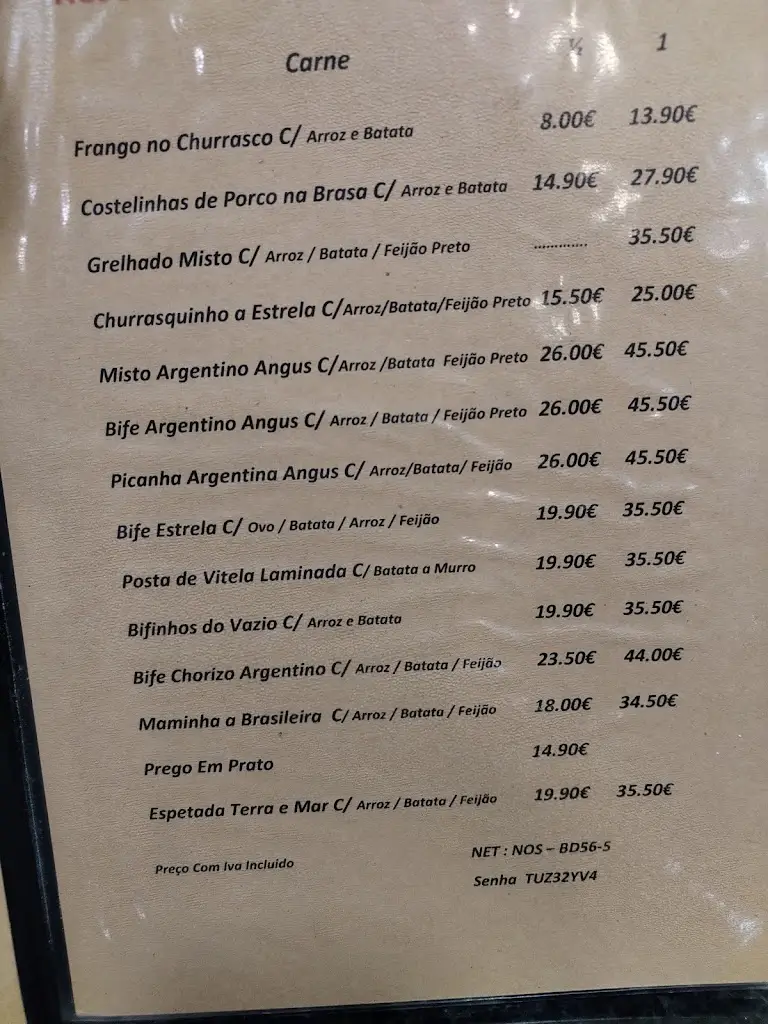 Carne ½ 1
Frango no Churrasco C/ Arroz e Batata 8.00€ 13.90€
Costelinhas de Porco na Brasa C/ Arroz e Batata 14.90€ 27.90€
Grelhado Misto C/ Arroz / Batata / Feijão Preto ............. 35.50€
Churrasquinho a Estrela C/Arroz/Batata/Feijão Preto 15.50€ 25.00€
Misto Argentino Angus C/Arroz /Batata Feijão Preto 26.00€ 45.50€
Bife Argentino Angus C/ Arroz / Batata / Feijão Preto 26.00€ 45.50€
Picanha Argentina Angus C/ Arroz/Batata/ Feijão 26.00€ 45.50€
Bife Estrela C/ Ovo / Batata / Arroz / Feijão 19.90€ 35.50€
Posta de Vitela Laminada C/ Batata a Murro 19.90€ 35.50€
Bifinhos do Vazio C/ Arroz e Batata 19.90€ 35.50€
Bife Chorizo Argentino C/ Arroz / Batata / Feijão 23.50€ 44.00€
Maminha a Brasileira C/ Arroz / Batata / Feijão 18.00€ 34.50€
Prego Em Prato 14.90€
Espetada Terra e Mar C/ Arroz / Batata / Feijão 19.90€ 35.50€
Preço Com Iva Incluido
NET : NOS – BD56-5
Senha TUZ32YV4